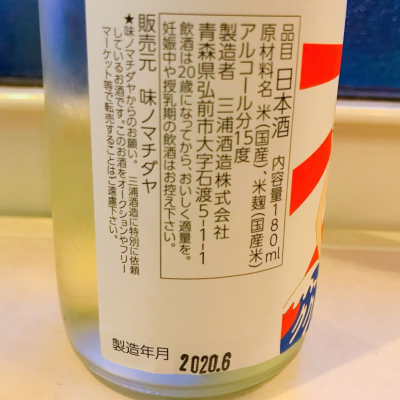 品目 日本酒 内容量180ml
原材料名 米(国産)、米麹(国産米)
アルコール分15度
製造者 三浦酒造株式会社
青森県弘前市大字石渡5-1-1
飲酒は20歳になってから、おいしく適量を。
妊娠中や授乳期の飲酒はお控え下さい。
販売元 味ノマチダヤ
★味ノマチダヤからのお願い。三浦酒造に特別に依頼
しているお酒です。このお酒をオークションやフリー
マーケット等で転売することはご遠慮下さい。
製造年月 2020.6